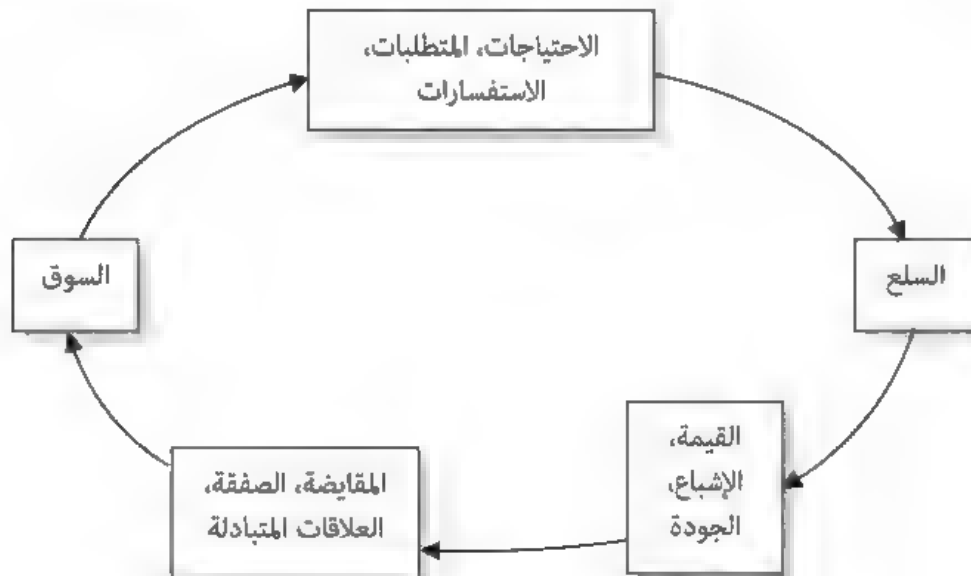 الاحتياجات، المتطلبات،
الاستفسارات
السلع
السوق
القيمة،
الإشباع،
الجودة
المقايضة، الصفقة،
العلاقات المتبادلة